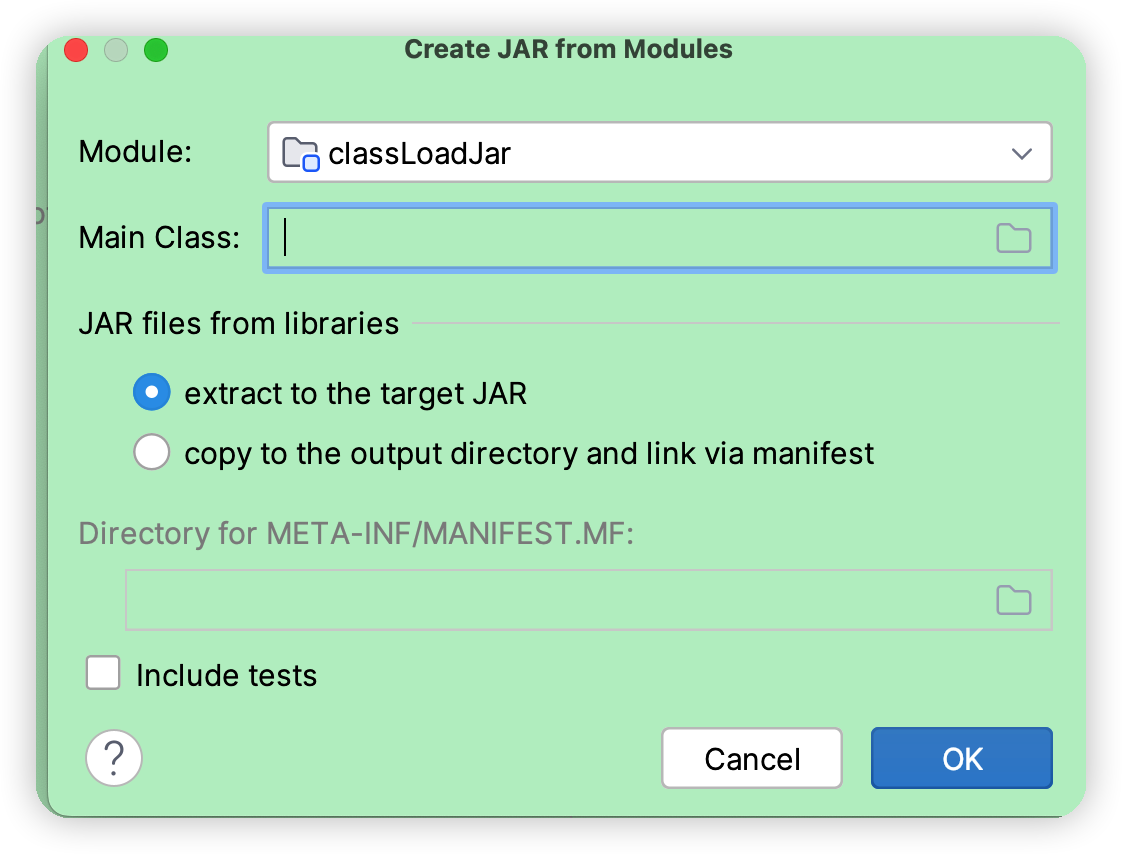 Create JAR from Modules
Module:
classLoadJar
Main Class:
JAR files from libraries
extract to the target JAR
copy to the output directory and link via manifest
Directory for META-INF/MANIFEST.MF:
Include tests
?
Cancel
OK